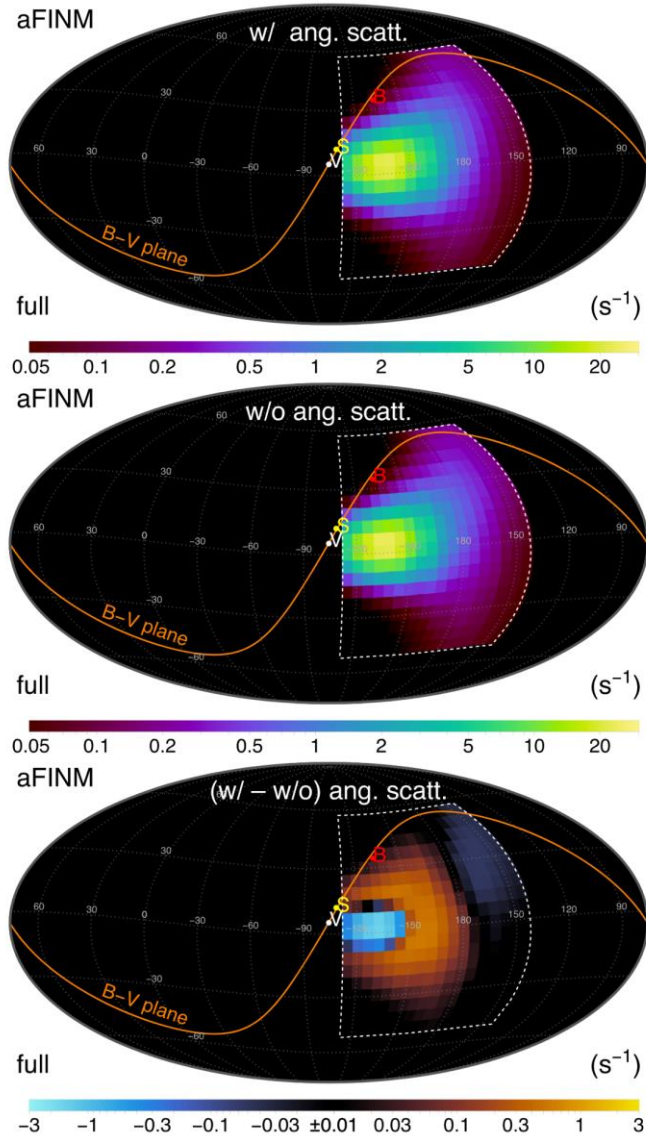 aFINM
w/ ang. scatt.
60
30
B
S
V
60 30 0 -30 -90 180 150 90
-30
B–V plane
-60
full (s⁻¹)
0.05 0.1 0.2 0.5 1 2 5 10 20
aFINM
w/o ang. scatt.
60
30
B
S
V
60 30 0 -30 -90 180 150 90
-30
B–V plane
-60
full (s⁻¹)
0.05 0.1 0.2 0.5 1 2 5 10 20
aFINM
(w/ – w/o) ang. scatt.
60
30
B
S
V
60 30 0 -30 -90 -120 -150 180 150 90
-30
B–V plane
-60
full (s⁻¹)
-3 -1 -0.3 -0.1 -0.03 ±0.01 0.03 0.1 0.3 1 3